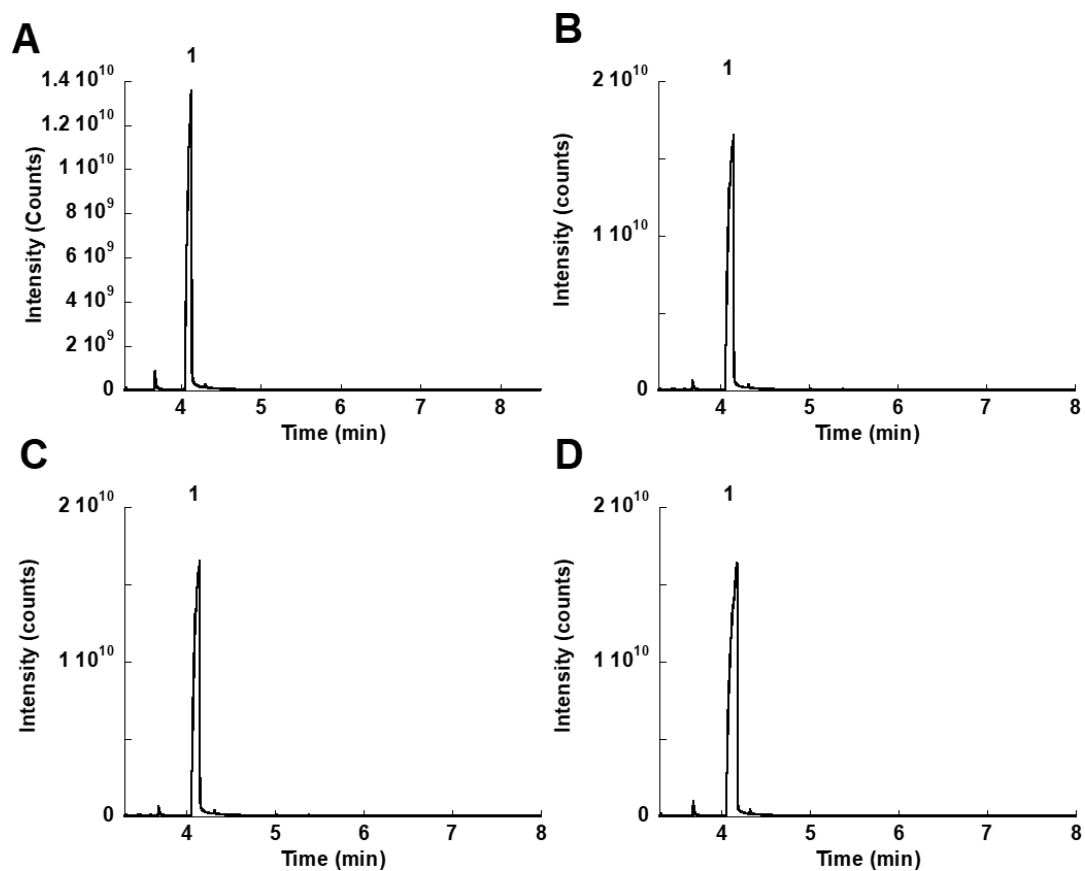 A
1
Intensity (Counts)
1.4 10¹⁰
1.2 10¹⁰
1 10¹⁰
8 10⁹
6 10⁹
4 10⁹
2 10⁹
0
4 5 6 7 8
Time (min)
B
1
Intensity (counts)
2 10¹⁰
1 10¹⁰
0
4 5 6 7 8
Time (min)
C
1
Intensity (counts)
2 10¹⁰
1 10¹⁰
0
4 5 6 7 8
Time (min)
D
1
Intensity (counts)
2 10¹⁰
1 10¹⁰
0
4 5 6 7 8
Time (min)